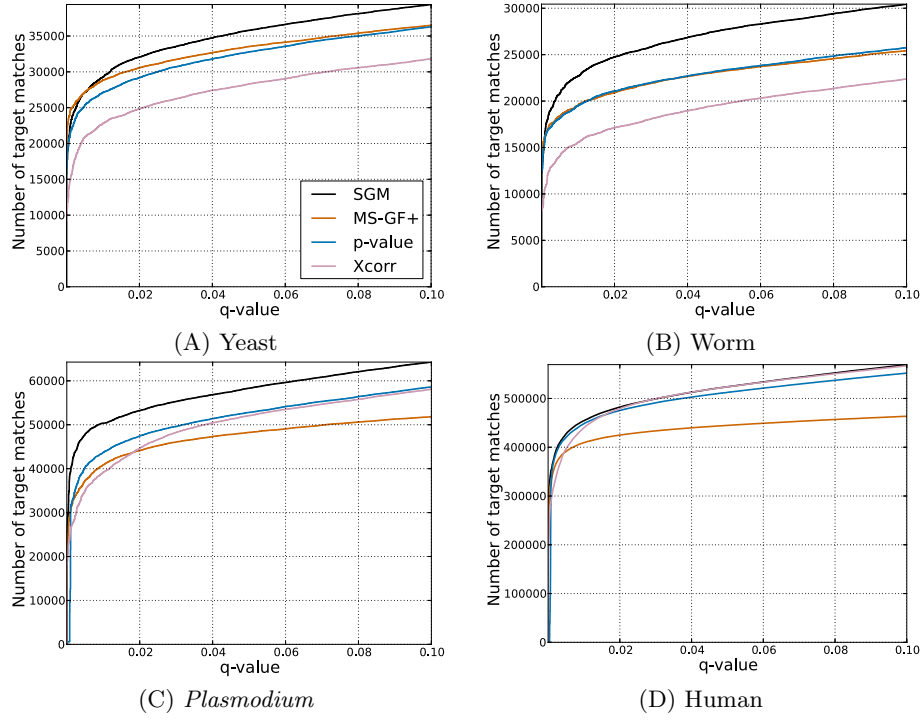 Number of target matches
35000
30000
25000
20000
15000
10000
5000
0
SGM
MS-GF+
p-value
Xcorr
0.02 0.04 0.06 0.08 0.10
q-value
(A) Yeast
Number of target matches
30000
25000
20000
15000
10000
5000
0
0.02 0.04 0.06 0.08 0.10
q-value
(B) Worm
Number of target matches
60000
50000
40000
30000
20000
10000
0
0.02 0.04 0.06 0.08 0.10
q-value
(C) Plasmodium
Number of target matches
500000
400000
300000
200000
100000
0
0.02 0.04 0.06 0.08 0.10
q-value
(D) Human